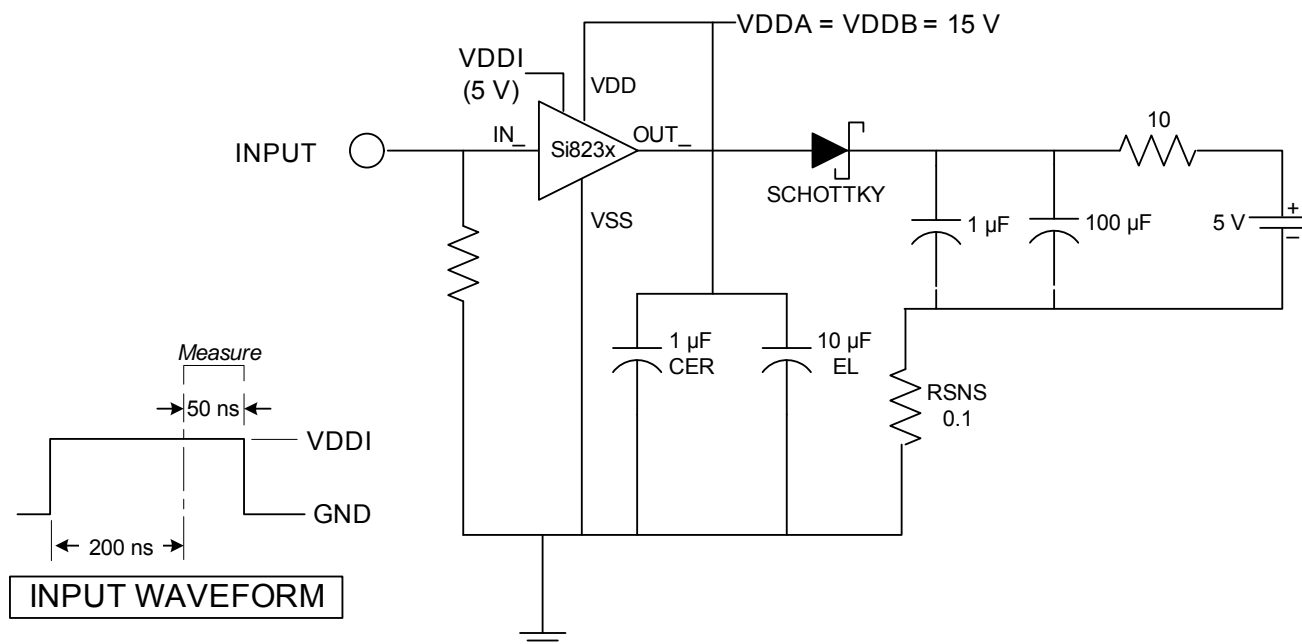 VDDA = VDDB = 15 V
VDDI
(5 V)
VDD
10
INPUT
IN_
Si823x
OUT_
SCHOTTKY
VSS
1 µF
100 µF
5 V
+
–
1 µF
CER
10 µF
EL
RSNS
0.1
Measure
50 ns
VDDI
GND
200 ns
INPUT WAVEFORM